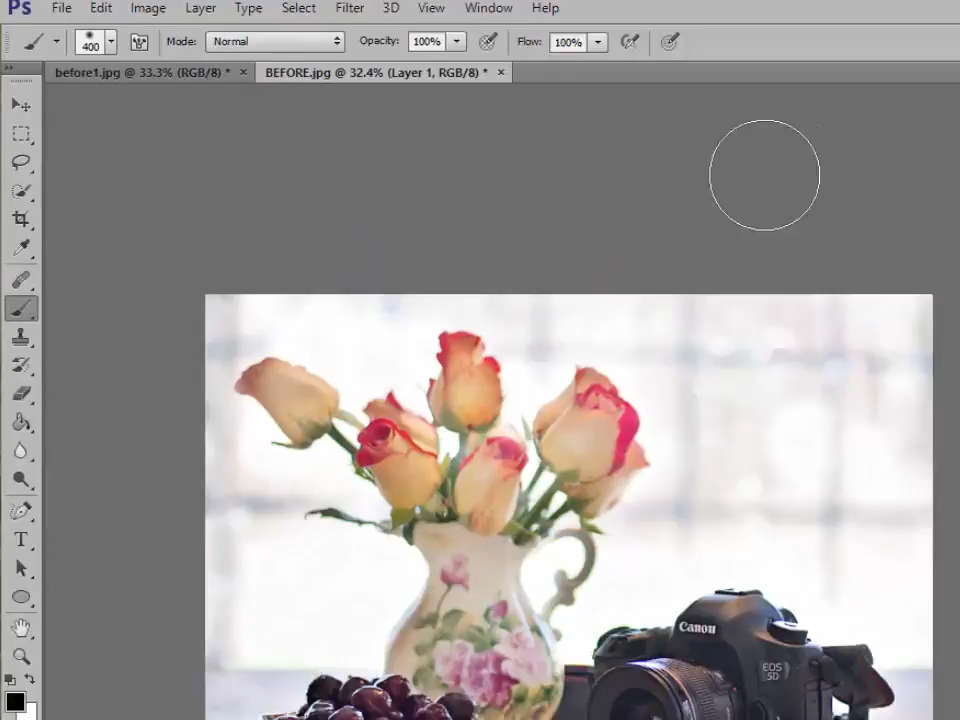 Ps File Edit Image Layer Type Select Filter 3D View Window Help
400 Mode: Normal Opacity: 100% Flow: 100%
before1.jpg @ 33.3% (RGB/8) * × BEFORE.jpg @ 32.4% (Layer 1, RGB/8) * ×
T
Canon
EOS
5D